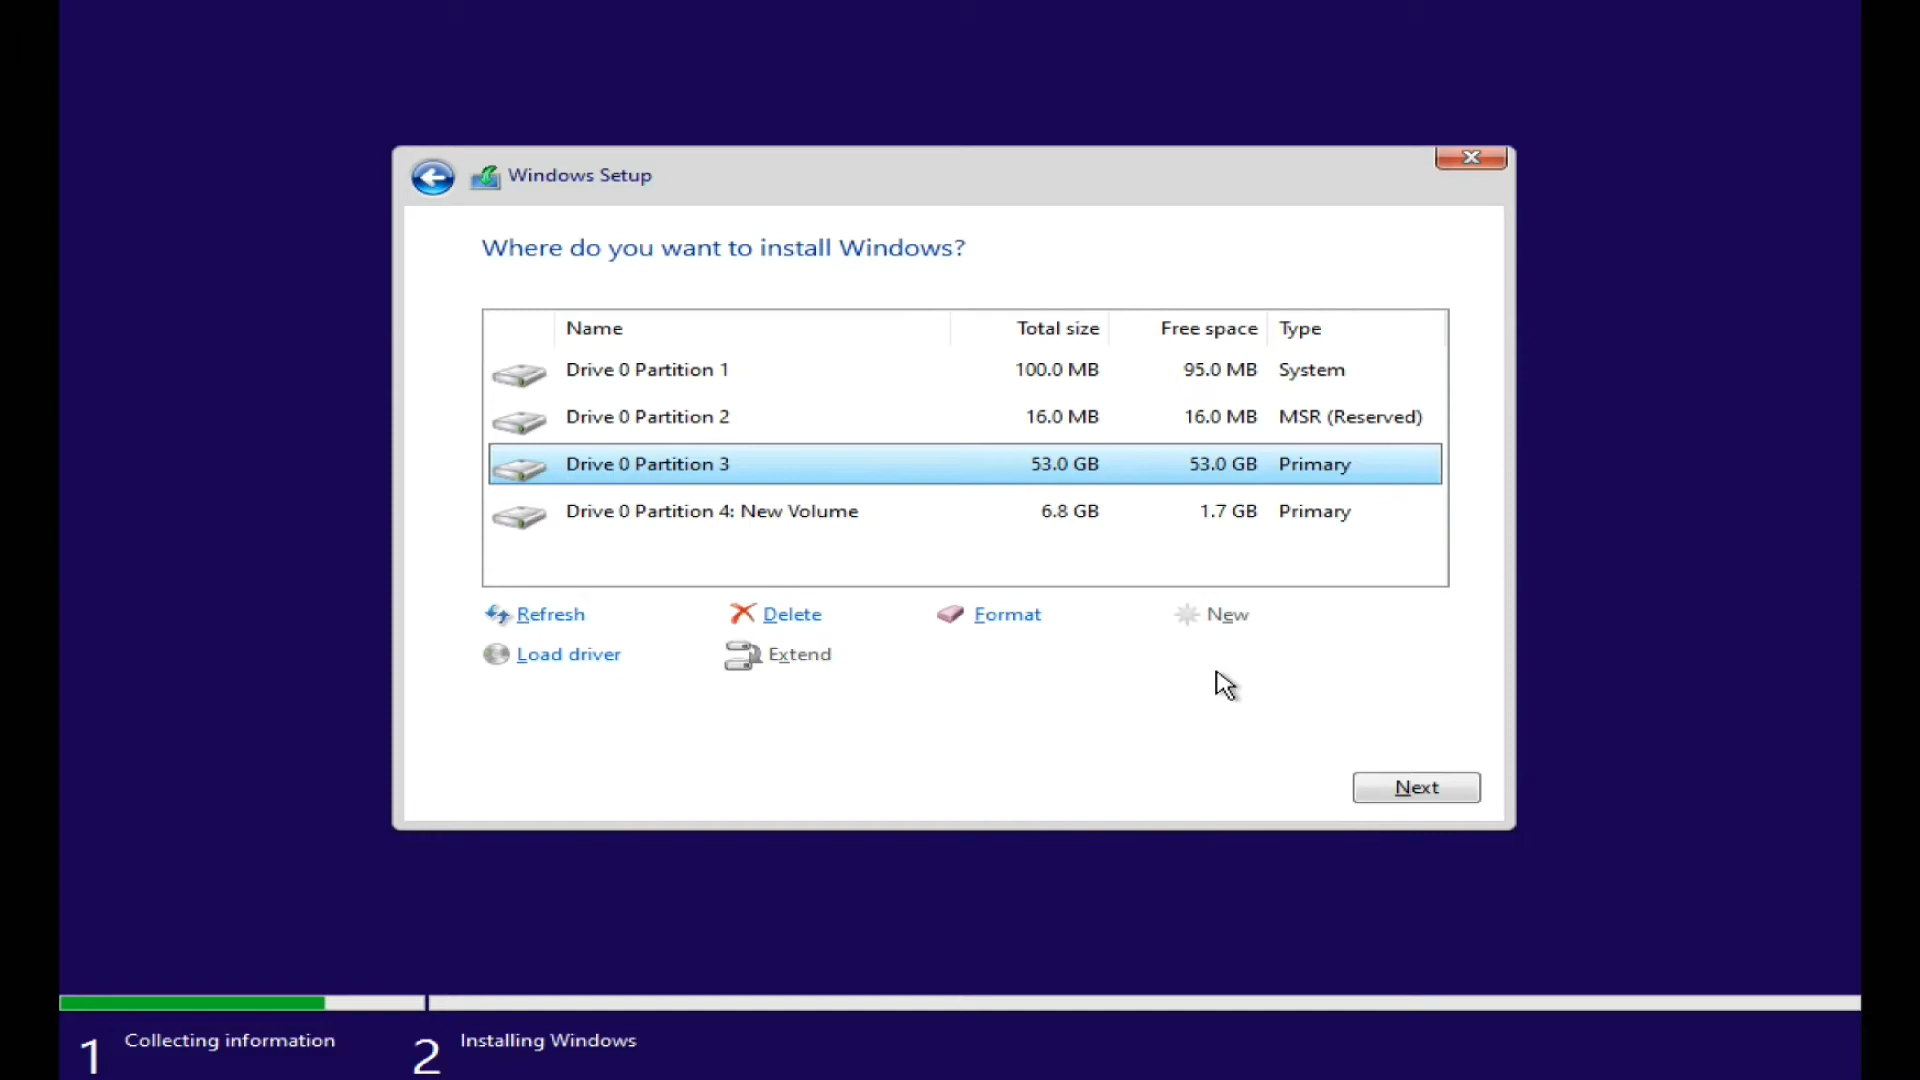 Windows Setup
Where do you want to install Windows?
Name Total size Free space Type
Drive 0 Partition 1 100.0 MB 95.0 MB System
Drive 0 Partition 2 16.0 MB 16.0 MB MSR (Reserved)
Drive 0 Partition 3 53.0 GB 53.0 GB Primary
Drive 0 Partition 4: New Volume 6.8 GB 1.7 GB Primary
Refresh Delete Format New
Load driver Extend
Next
1 Collecting information 2 Installing Windows